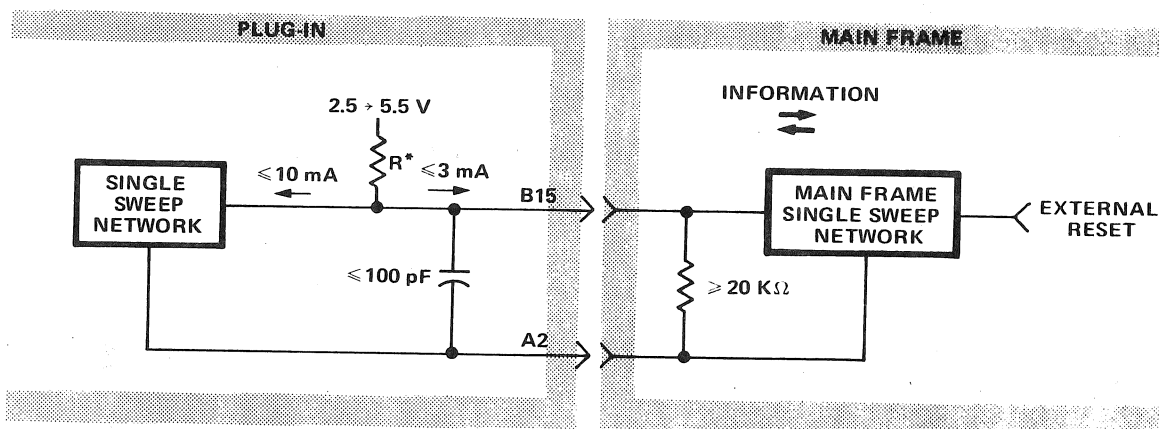 PLUG-IN
MAIN FRAME
INFORMATION
2.5 → 5.5 V
R*
≤10 mA
≤3 mA
B15
SINGLE
SWEEP
NETWORK
MAIN FRAME
SINGLE SWEEP
NETWORK
EXTERNAL
RESET
≤100 pF
≥ 20 KΩ
A2